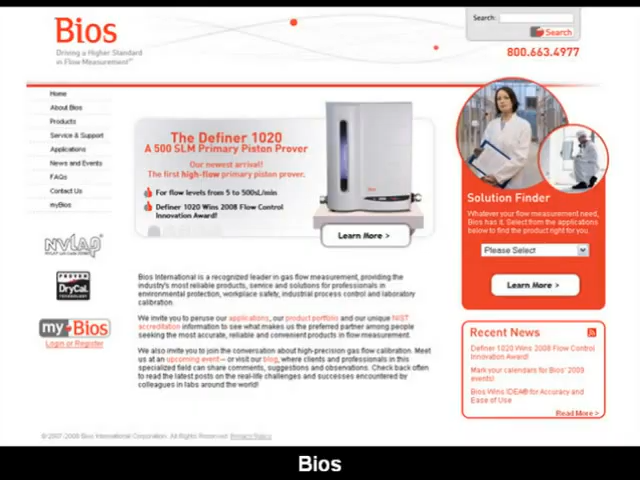 Bios
Driving a Higher Standard
in Flow Measurement™
Search:
Search
800.663.4977
Home
About Bios
Products
Service & Support
Applications
News and Events
FAQs
Contact Us
myBios
The Definer 1020
A 500 SLM Primary Piston Prover
Our newest arrival!
The first high-flow primary piston prover.
For flow levels from 5 to 500sL/min
Definer 1020 Wins 2008 Flow Control
Innovation Award!
Bios
Learn More >
Solution Finder
Whatever your flow measurement need,
Bios has it. Select from the applications
below to find the product right for you.
Please Select
Learn More >
NVLAP
PROVEN
DryCal
TECHNOLOGY
my Bios
Login or Register
Bios International is a recognized leader in gas flow measurement, providing the
industry's most reliable products, service and solutions for professionals in
environmental protection, workplace safety, industrial process control and laboratory
calibration.
We invite you to peruse our applications, our product portfolio and our unique NIST
accreditation information to see what makes us the preferred partner among people
seeking the most accurate, reliable and convenient products in flow measurement.
We also invite you to join the conversation about high-precision gas flow calibration. Meet
us at an upcoming event – or visit our blog, where clients and professionals in this
specialized field can share comments, suggestions and observations. Check back often
to read the latest posts on the real-life challenges and successes encountered by
colleagues in labs around the world!
Recent News
Definer 1020 Wins 2008 Flow Control
Innovation Award!
Mark your calendars for Bios' 2009
events!
Bios Wins IDEA® for Accuracy and
Ease of Use
Read More >
© 2007-2008 Bios International Corporation. All Rights Reserved. Privacy Policy
Bios